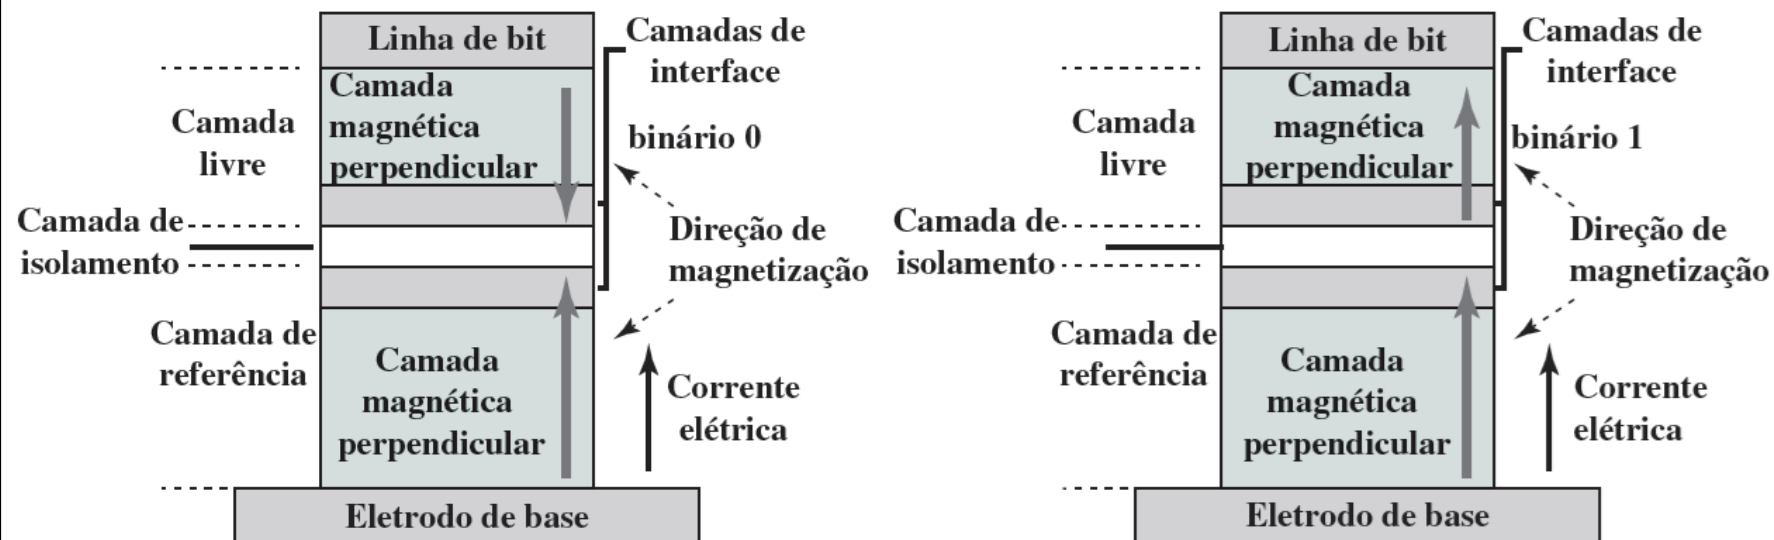 Linha de bit
Camadas de
interface
Camada
magnética
perpendicular
binário 0
Camada
livre
Camada de
isolamento
Direção de
magnetização
Camada de
referência
Camada
magnética
perpendicular
Corrente
elétrica
Eletrodo de base
Linha de bit
Camadas de
interface
Camada
magnética
perpendicular
binário 1
Camada
livre
Camada de
isolamento
Direção de
magnetização
Camada de
referência
Camada
magnética
perpendicular
Corrente
elétrica
Eletrodo de base